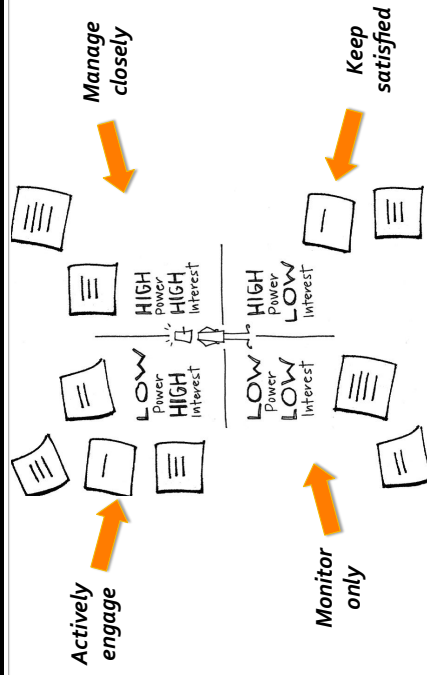 Actively
engage
Manage
closely
LOW
Power
HIGH
Interest
HIGH
Power
HIGH
Interest
LOW
Power
LOW
Interest
HIGH
Power
LOW
Interest
Monitor
only
Keep
satisfied